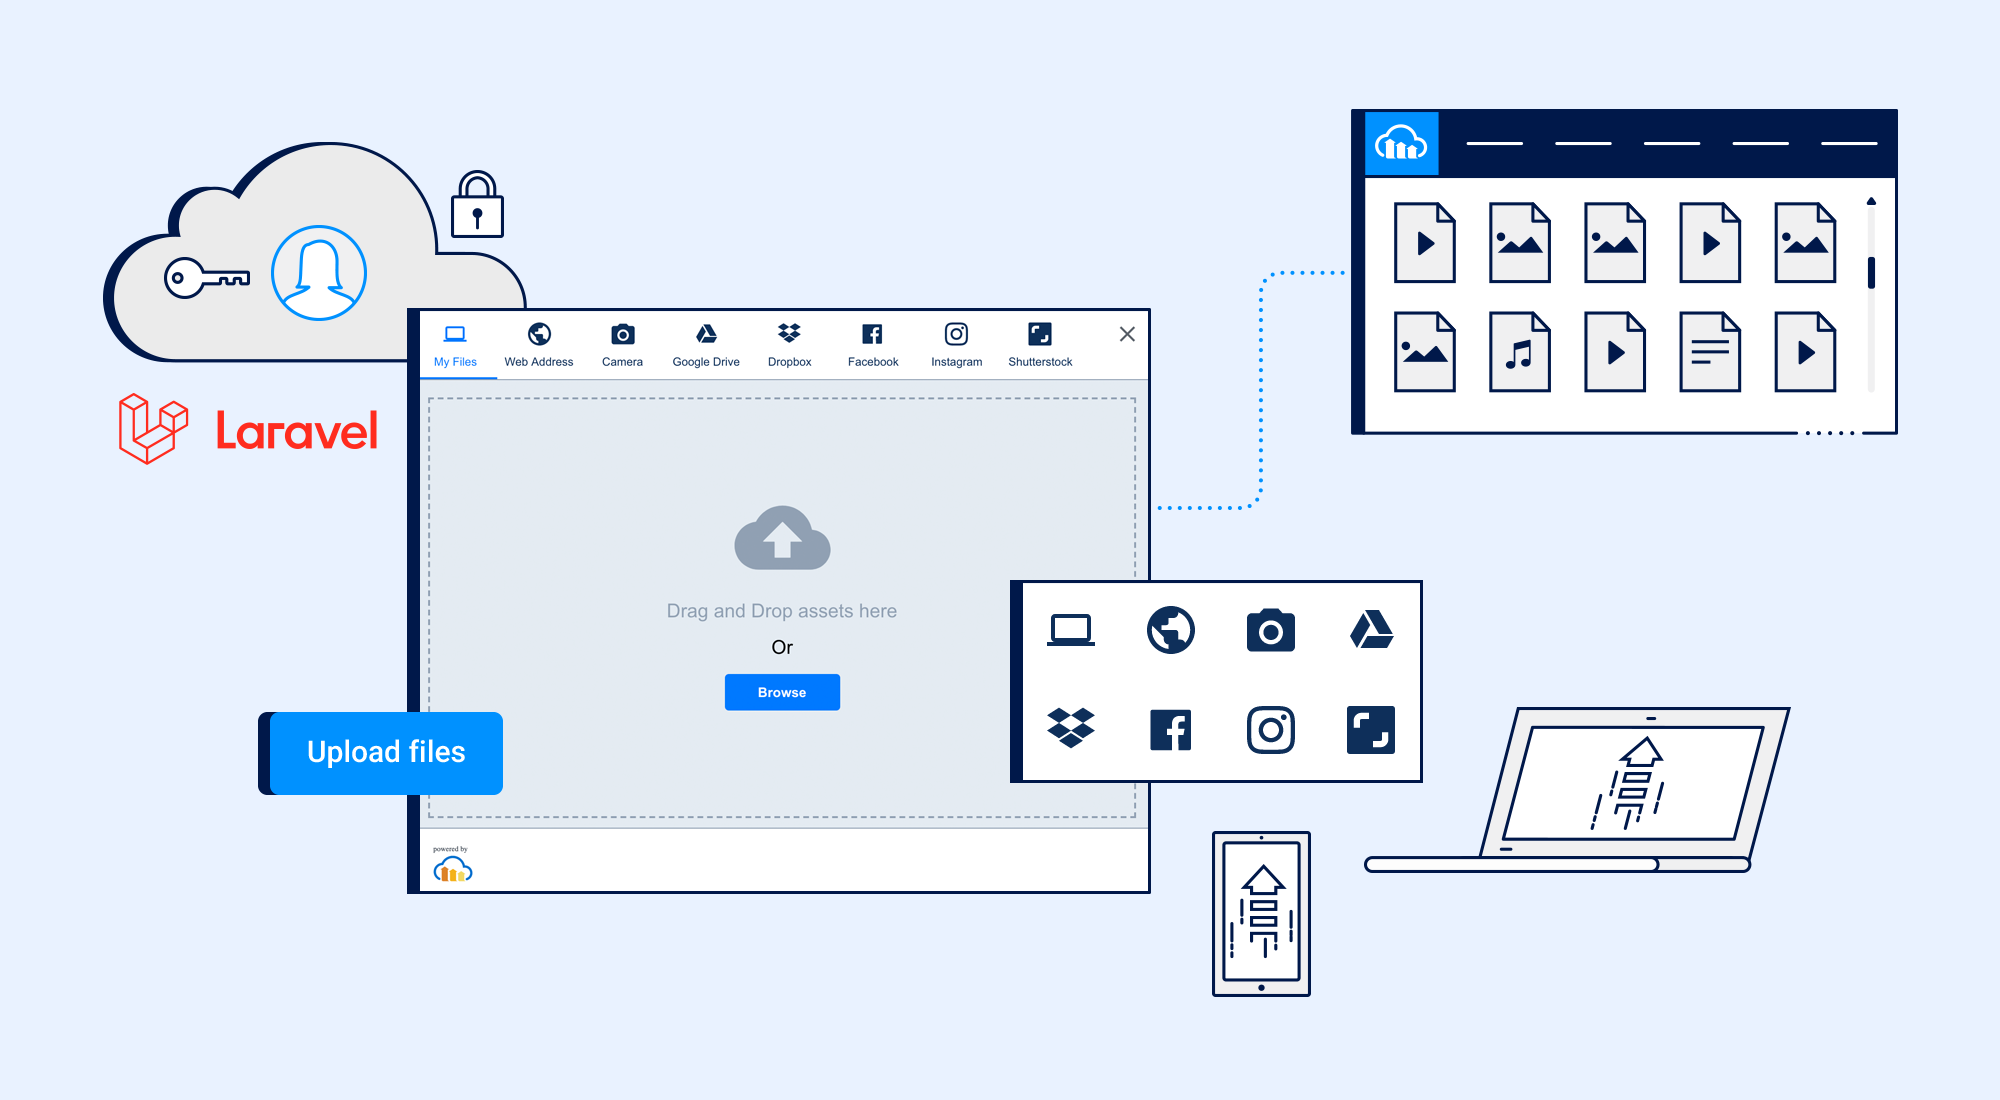 My Files
Web Address
Camera
Google Drive
Dropbox
Facebook
Instagram
Shutterstock
Laravel
Drag and Drop assets here
Or
Browse
Upload files
powered by